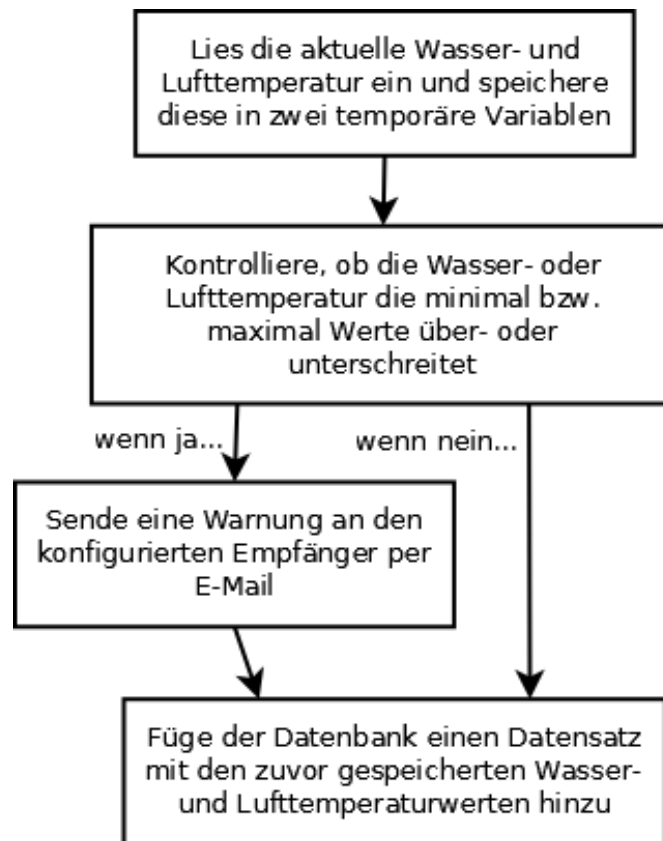 Lies die aktuelle Wasser- und
Lufttemperatur ein und speichere
diese in zwei temporäre Variablen
Kontrolliere, ob die Wasser- oder
Lufttemperatur die minimal bzw.
maximal Werte über- oder
unterschreitet
wenn ja...
wenn nein...
Sende eine Warnung an den
konfigurierten Empfänger per
E-Mail
Füge der Datenbank einen Datensatz
mit den zuvor gespeicherten Wasser-
und Lufttemperaturwerten hinzu